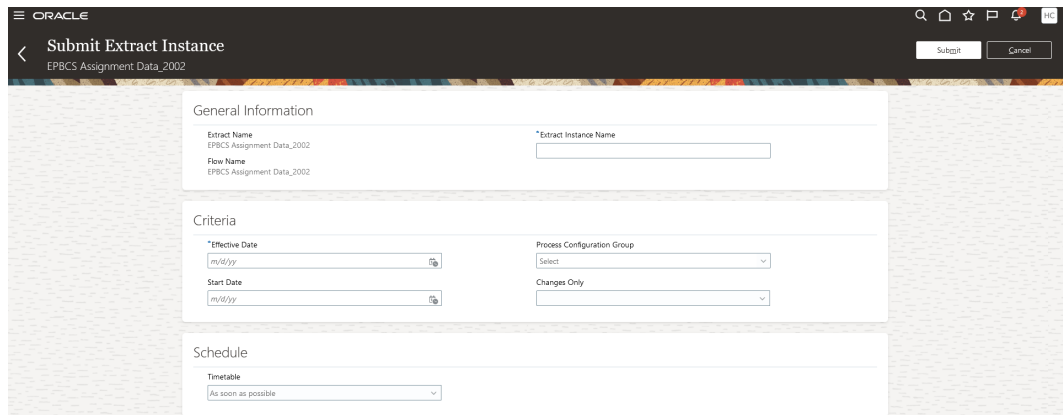 ORACLE
2
HC
Submit Extract Instance
EPBCS Assignment Data_2002
Submit
Cancel
General Information
Extract Name
EPBCS Assignment Data_2002
*Extract Instance Name
Flow Name
EPBCS Assignment Data_2002
Criteria
*Effective Date
m/d/yy
Process Configuration Group
Select
Start Date
m/d/yy
Changes Only
Schedule
Timetable
As soon as possible